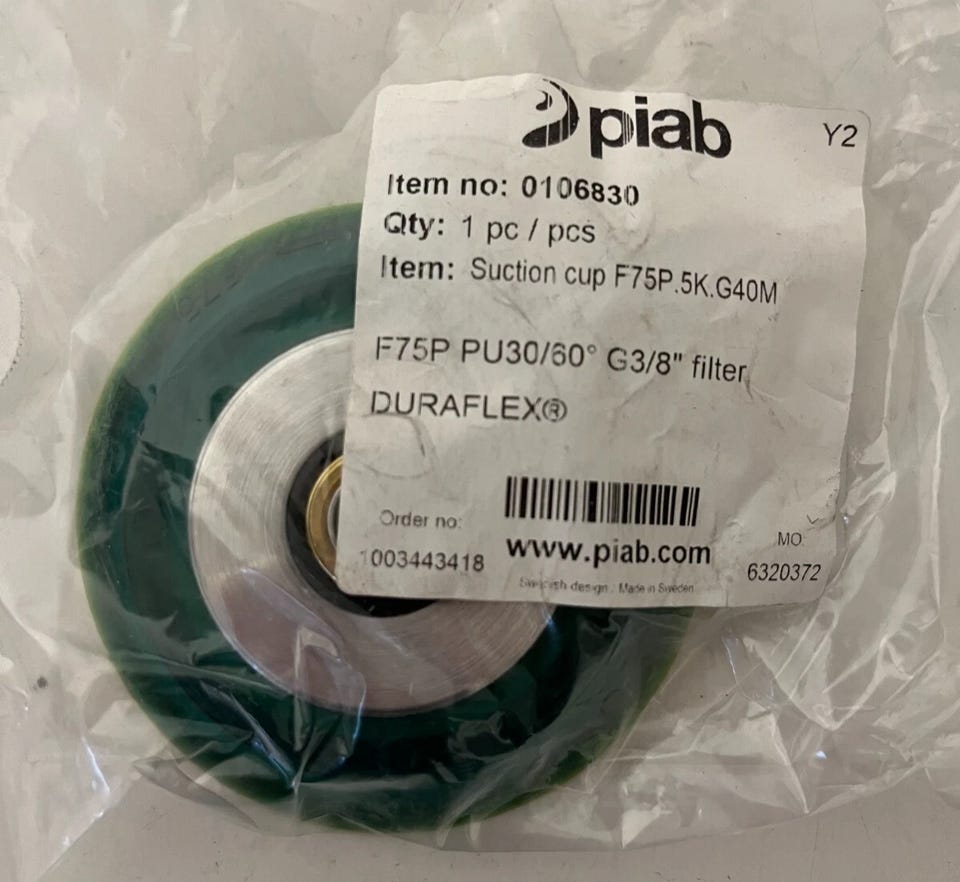 piab
Y2
Item no: 0106830
Qty: 1 pc / pcs
Item: Suction cup F75P.5K.G40M
F75P PU30/60° G3/8" filter
DURAFLEX®
Order no:
1003443418
www.piab.com
Swedish design. Made in Sweden
MO
6320372